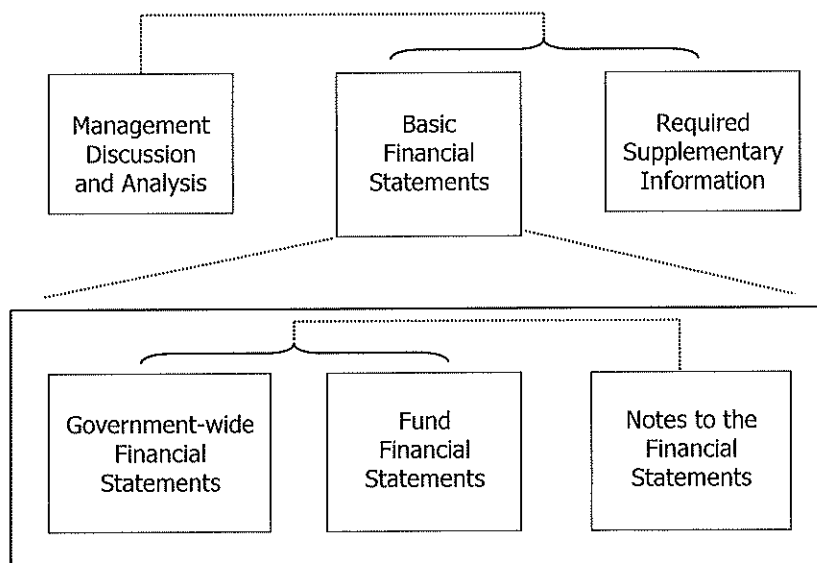 Management
Discussion
and Analysis
Basic
Financial
Statements
Required
Supplementary
Information
Government-wide
Financial
Statements
Fund
Financial
Statements
Notes to the
Financial
Statements